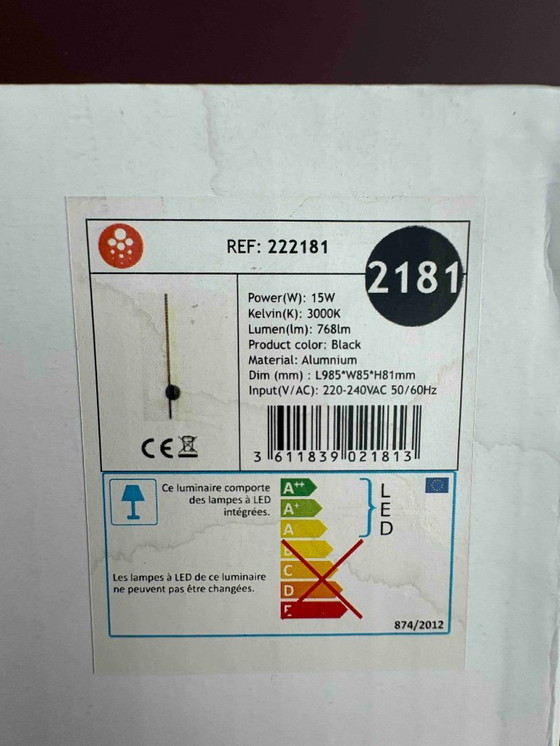 REF: 222181
2181
Power(W): 15W
Kelvin(K): 3000K
Lumen(lm): 768lm
Product color: Black
Material: Alumnium
Dim (mm) : L985*W85*H81mm
Input(V/AC): 220-240VAC 50/60Hz
CE
3 611839 021813
Ce luminaire comporte
des lampes à LED
intégrées.
Les lampes à LED de ce luminaire
ne peuvent pas être changées.
A++
A+
A
B
C
D
E
L
E
D
874/2012